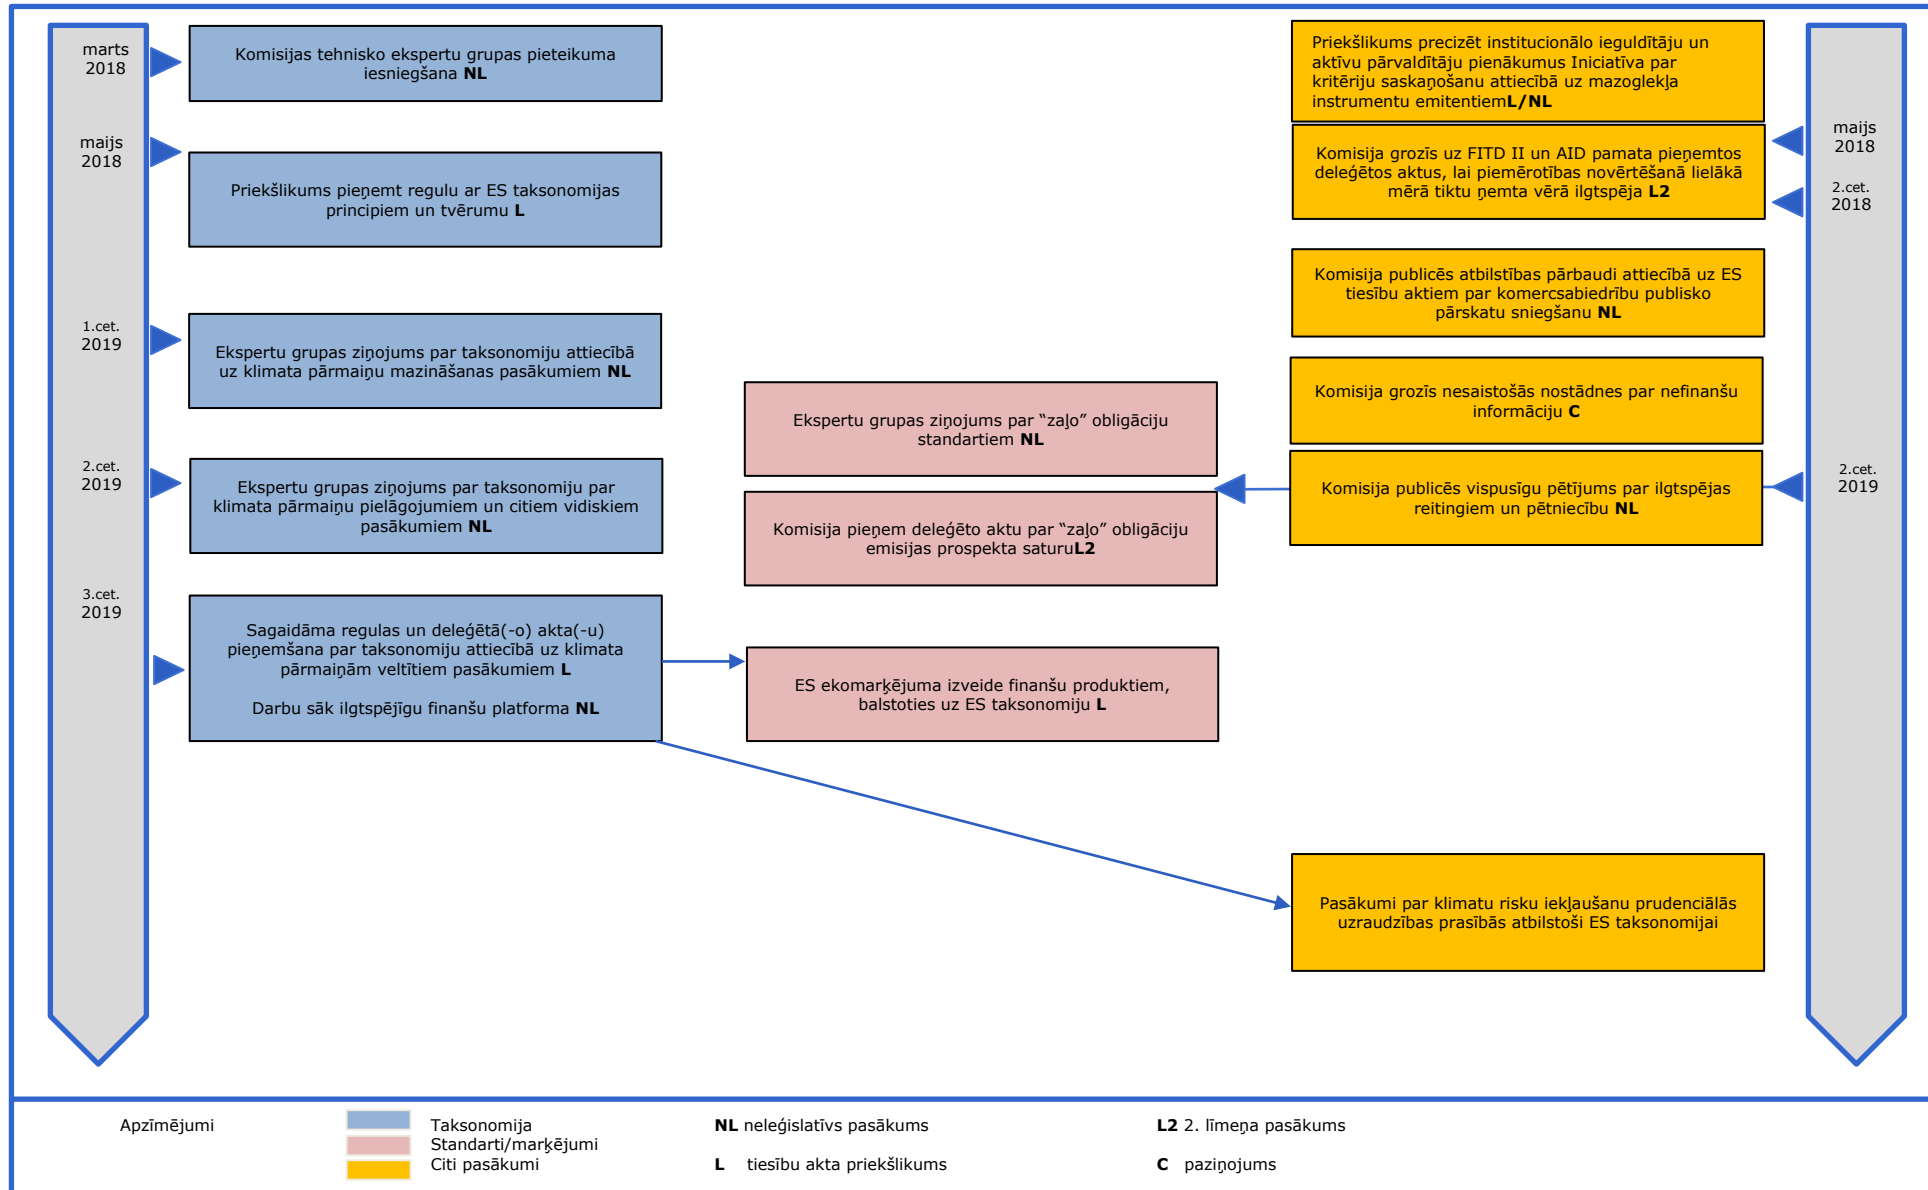 marts
2018
Komisijas tehnisko ekspertu grupas pieteikuma
iesniegšana NL
maijs
2018
Priekšlikums pieņemt regulu ar ES taksonomijas
principiem un tvērumu L
1.cet.
2019
Ekspertu grupas ziņojums par taksonomiju attiecībā
uz klimata pārmaiņu mazināšanas pasākumiem NL
2.cet.
2019
Ekspertu grupas ziņojums par taksonomiju par
klimata pārmaiņu pielāgojumiem un citiem vidiskiem
pasākumiem NL
3.cet.
2019
Sagaidāma regulas un deleģētā(-o) akta(-u)
pieņemšana par taksonomiju attiecībā uz klimata
pārmaiņām veltītiem pasākumiem L
Darbu sāk ilgtspējīgu finanšu platforma NL
Ekspertu grupas ziņojums par “zaļo” obligāciju
standartiem NL
Komisija pieņem deleģēto aktu par “zaļo” obligāciju
emisijas prospekta saturuL2
ES ekomarķējuma izveide finanšu produktiem,
balstoties uz ES taksonomiju L
Priekšlikums precizēt institucionālo ieguldītāju un
aktīvu pārvaldītāju pienākumus Iniciatīva par
kritēriju saskaņošanu attiecībā uz mazoglekļa
instrumentu emitentiemL/NL
Komisija grozīs uz FITD II un AID pamata pieņemtos
deleģētos aktus, lai piemērotības novērtēšanā lielākā
mērā tiktu ņemta vērā ilgtspēja L2
Komisija publicēs atbilstības pārbaudi attiecībā uz ES
tiesību aktiem par komercsabiedrību publisko
pārskatu sniegšanu NL
Komisija grozīs nesaistošās nostādnes par nefinanšu
informāciju C
Komisija publicēs vispusīgu pētījums par ilgtspējas
reitingiem un pētniecību NL
Pasākumi par klimatu risku iekļaušanu prudenciālās
uzraudzības prasībās atbilstoši ES taksonomijai
maijs
2018
2.cet.
2018
2.cet.
2019
Apzīmējumi
Taksonomija
Standarti/marķējumi
Citi pasākumi
NL neleģislatīvs pasākums
L tiesību akta priekšlikums
L2 2. līmeņa pasākums
C paziņojums